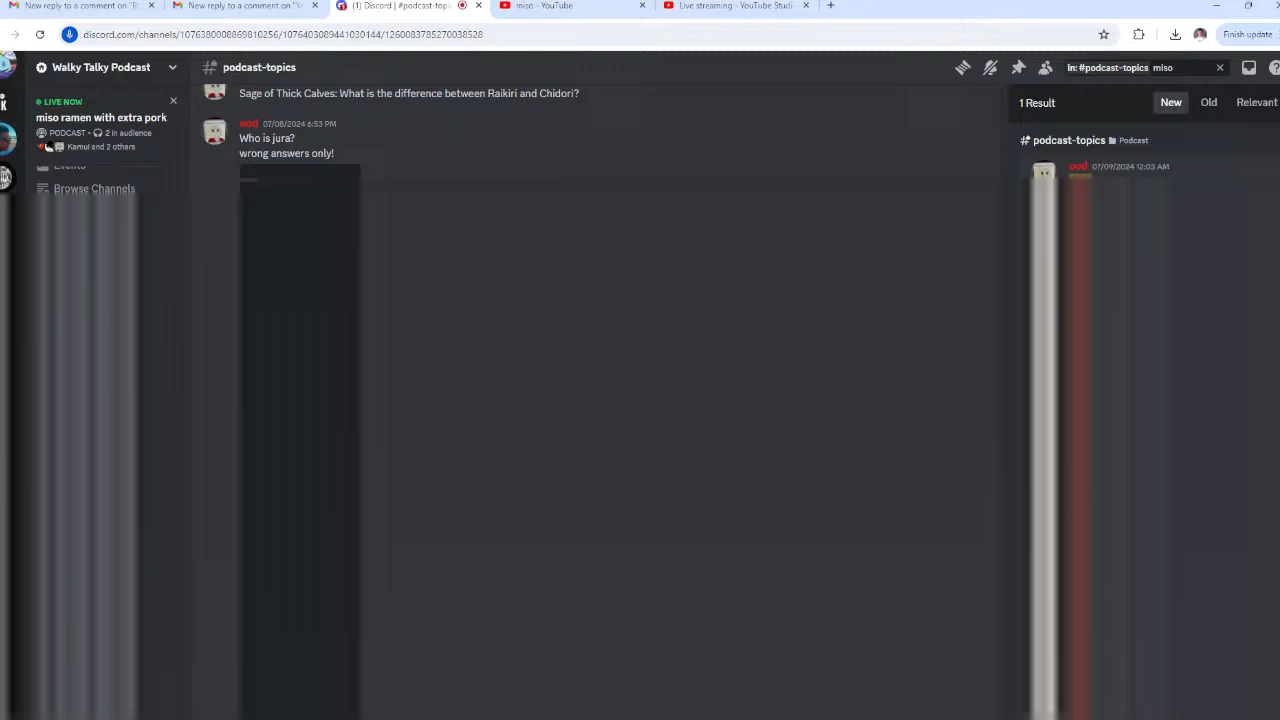 New reply to a comment on "E
New reply to a comment on "Yo
(1) Discord | #podcast-topi
miso - YouTube
Live streaming - YouTube Studi
discord.com/channels/1076380008869810256/1076403089441030144/1260083785270038528
Finish update
Walky Talky Podcast
podcast-topics
In: #podcast-topics miso
LIVE NOW
miso ramen with extra pork
PODCAST • 2 in audience
Kamui and 2 others
Events
Browse Channels
Sage of Thick Calves: What is the difference between Raikiri and Chidori?
ood 07/08/2024 6:53 PM
Who is jura?
wrong answers only!
1 Result
New
Old
Relevant
podcast-topics Podcast
ood 07/09/2024 12:03 AM